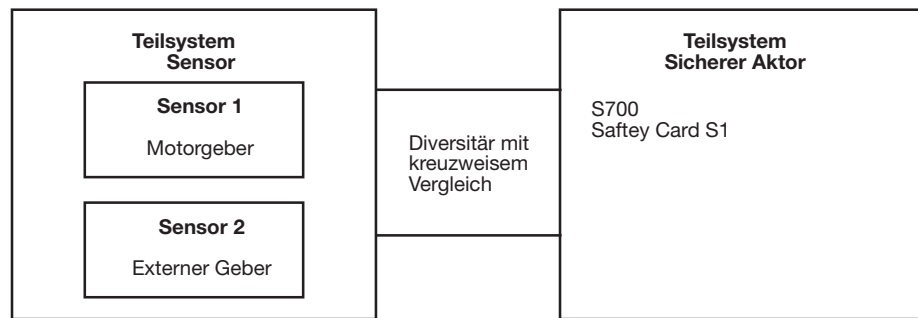 Teilsystem
Sensor
Sensor 1
Motorgeber
Sensor 2
Externer Geber
Diversitär mit
kreuzweisem
Vergleich
Teilsystem
Sicherer Aktor
S700
Saftey Card S1